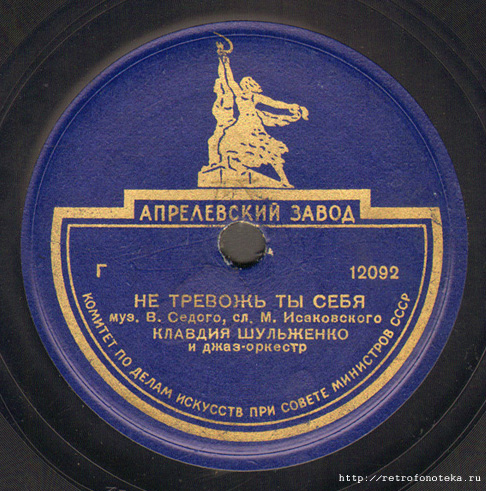 АПРЕЛЕВСКИЙ ЗАВОД
Г 12092
НЕ ТРЕВОЖЬ ТЫ СЕБЯ
муз. В. Седого, сл. М. Исаковского
КЛАВДИЯ ШУЛЬЖЕНКО
и джаз-оркестр
КОМИТЕТ ПО ДЕЛАМ ИСКУССТВ ПРИ СОВЕТЕ МИНИСТРОВ СССР
http://retrofonoteka.ru